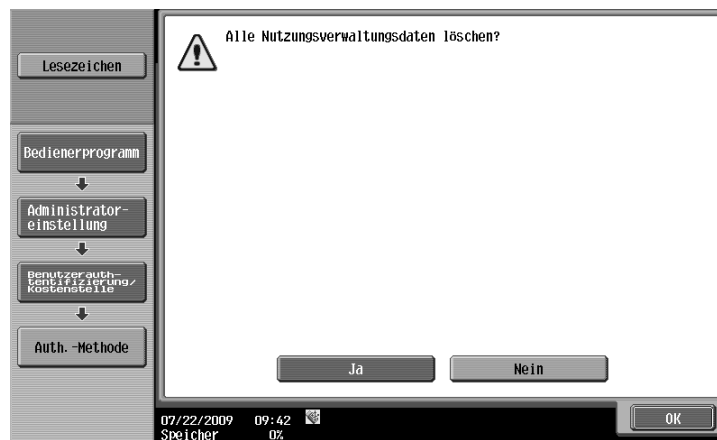 Lesezeichen
Bedienerprogramm
Administrator-
einstellung
Benutzerauth-
tentifizierung/
Kostenstelle
Auth.-Methode
Alle Nutzungsverwaltungsdaten löschen?
Ja
Nein
07/22/2009 09:42
Speicher 0%
OK